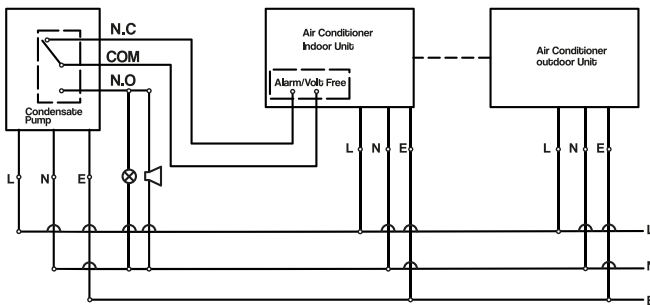 N.C
COM
N.O
Condensate
Pump
Air Conditioner
Indoor Unit
Alarm/Volt Free
Air Conditioner
outdoor Unit
L N E
L N E
L N E
L
N
E